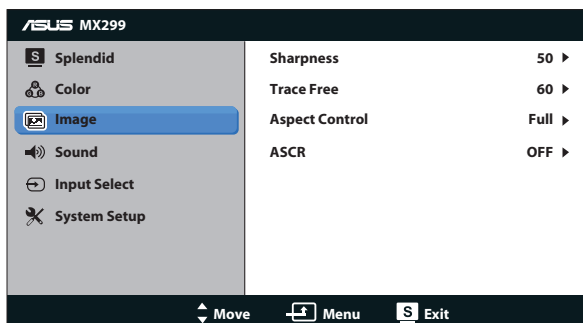 ASUS MX299
S Splendid
Color
Image
Sound
Input Select
System Setup
Sharpness 50
Trace Free 60
Aspect Control Full
ASCR OFF
Move Menu S Exit